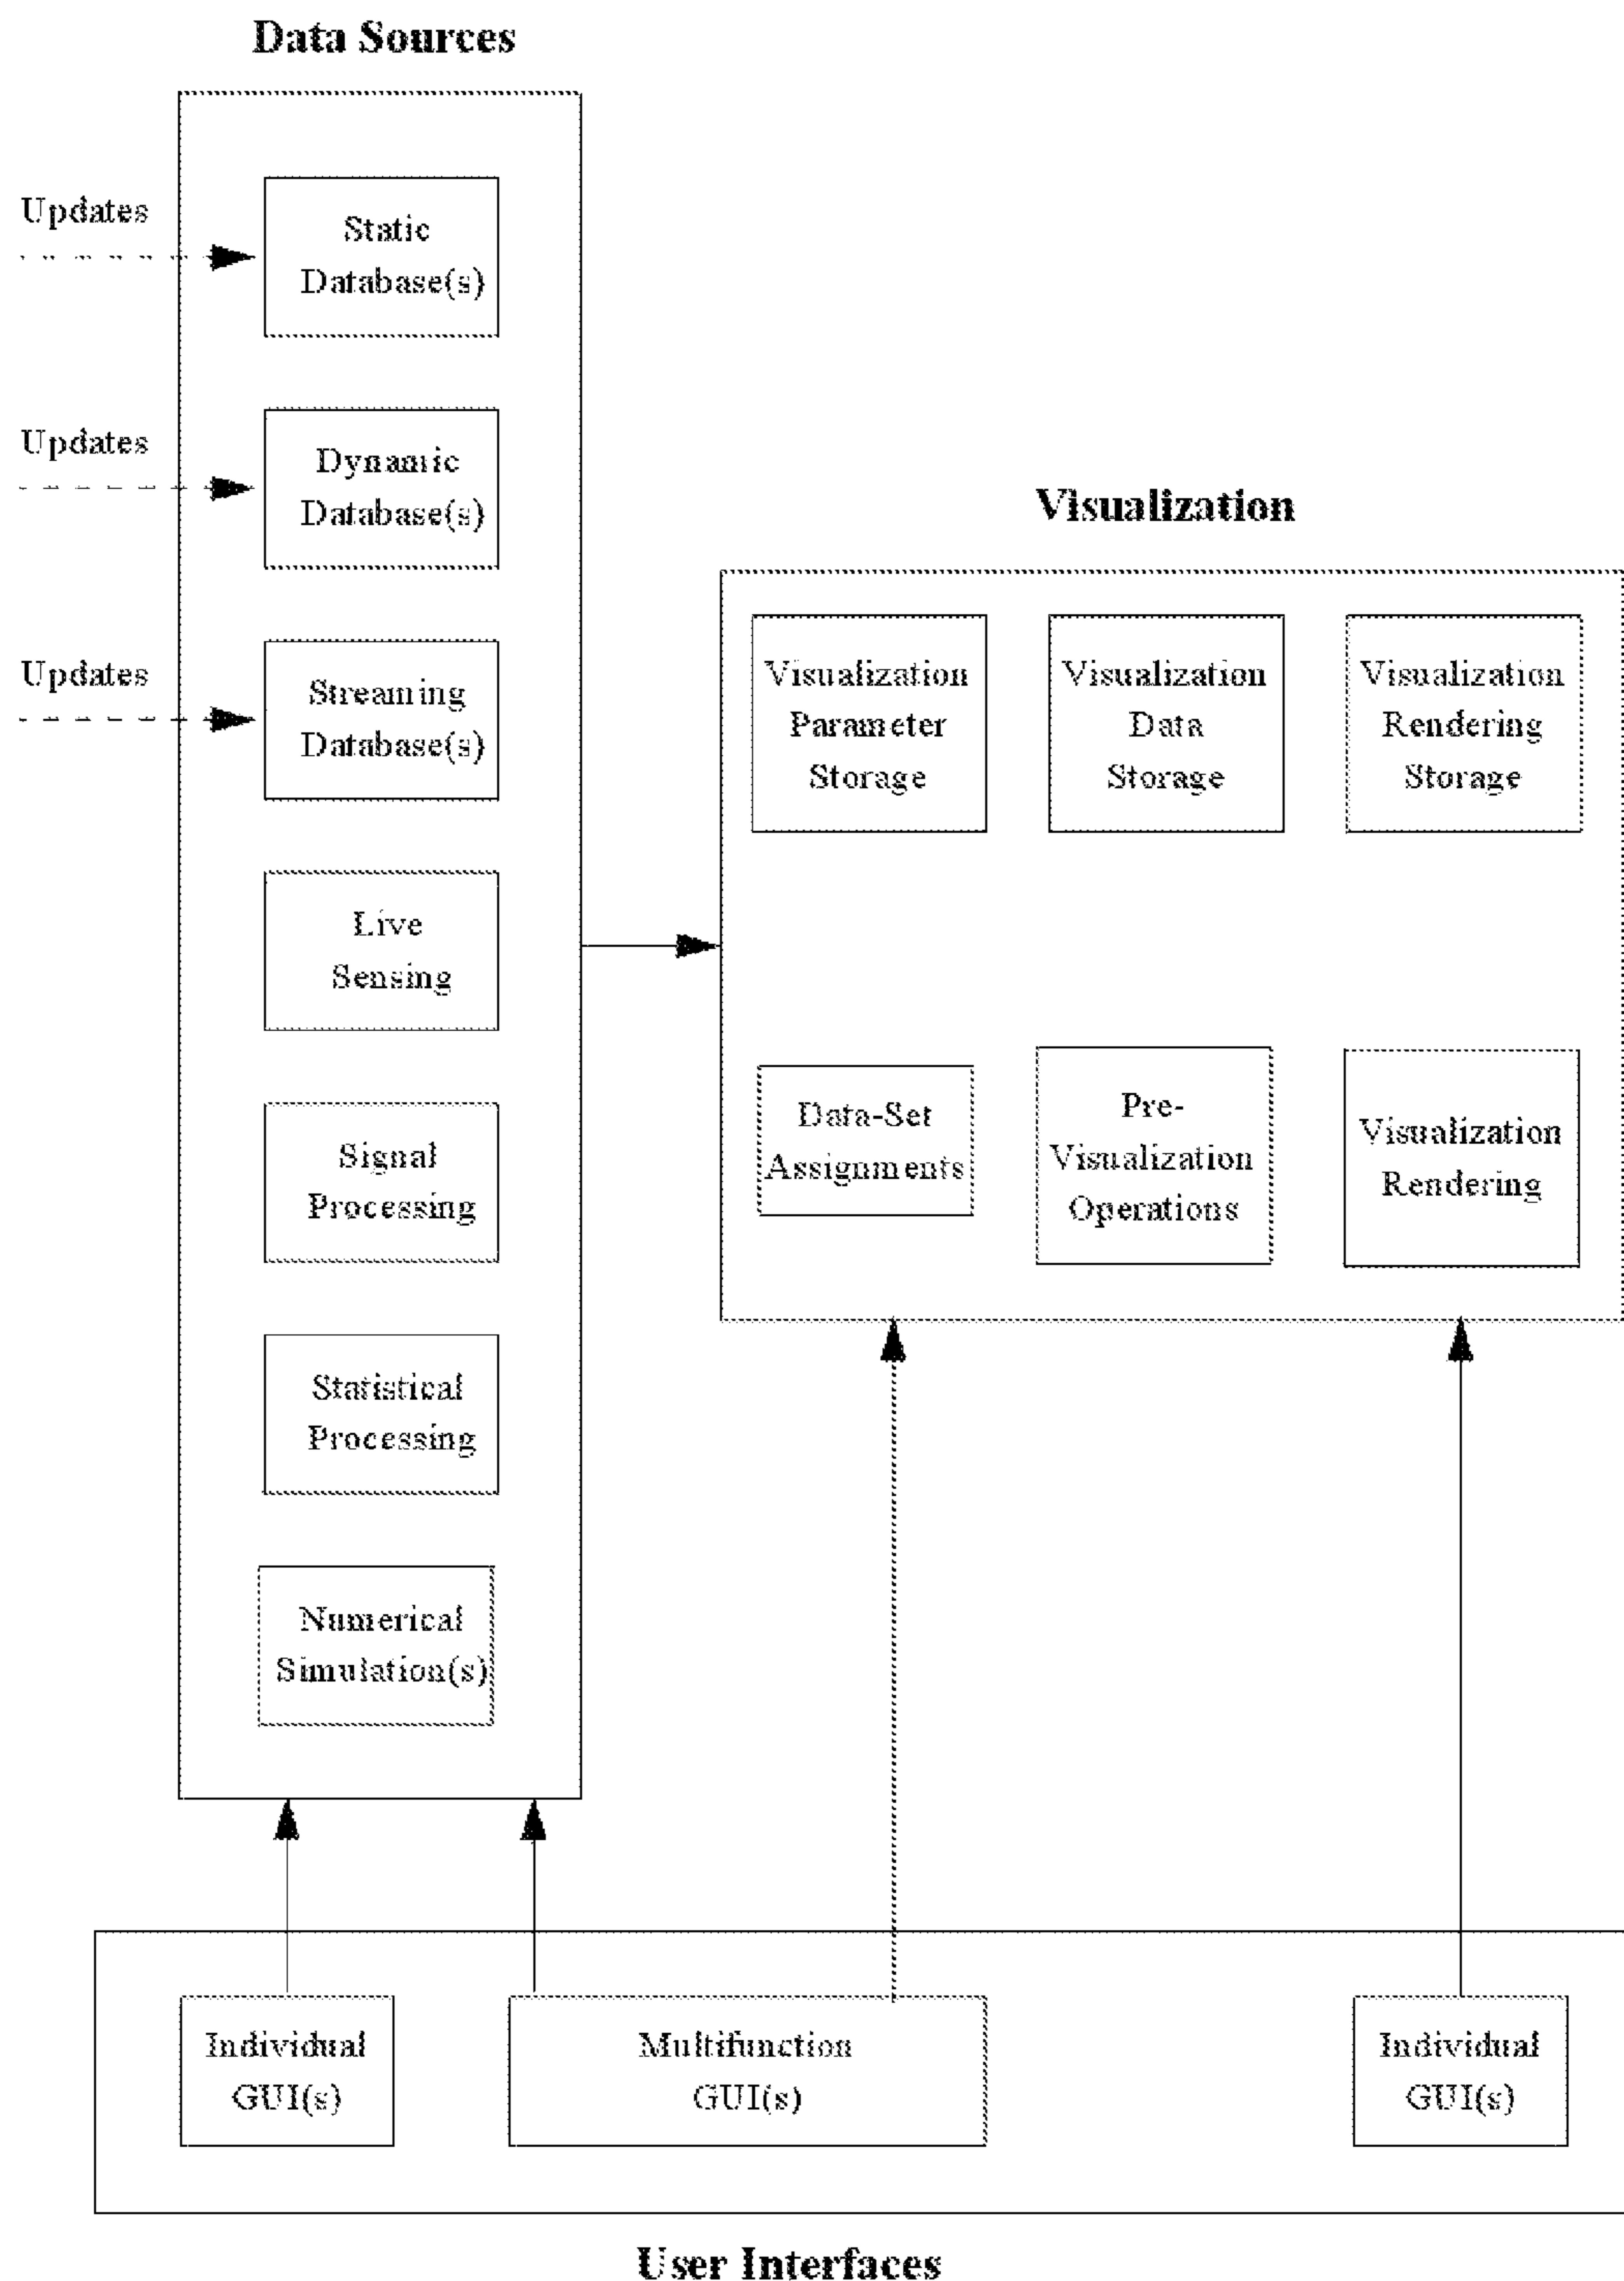 Data Sources
Updates
Static
Database(s)
Updates
Dynamic
Database(s)
Updates
Streaming
Database(s)
Live
Sensing
Signal
Processing
Statistical
Processing
Numerical
Simulation(s)
Visualization
Visualization
Parameter
Storage
Visualization
Data
Storage
Visualization
Rendering
Storage
Data-Set
Assignments
Pre-
Visualization
Operations
Visualization
Rendering
Individual
GUI(s)
Multifunction
GUI(s)
Individual
GUI(s)
User Interfaces